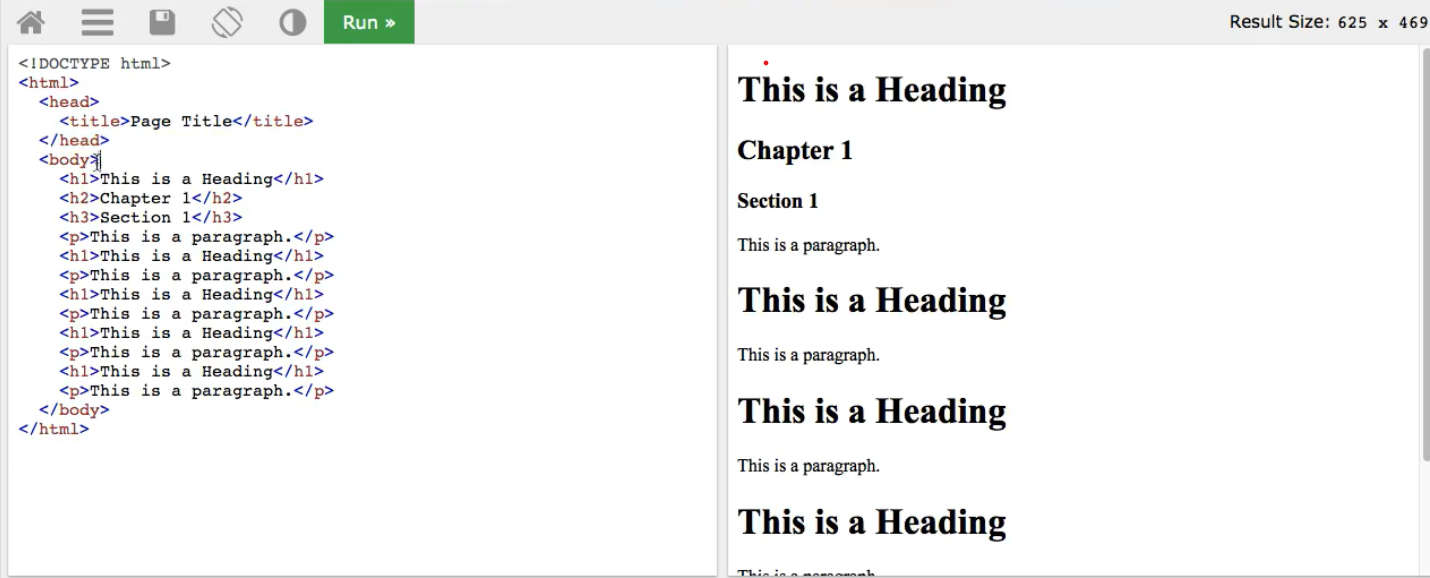 Run »
Result Size: 625 x 469
<!DOCTYPE html>
<html>
<head>
<title>Page Title</title>
</head>
<body>
<h1>This is a Heading</h1>
<h2>Chapter 1</h2>
<h3>Section 1</h3>
<p>This is a paragraph.</p>
<h1>This is a Heading</h1>
<p>This is a paragraph.</p>
<h1>This is a Heading</h1>
<p>This is a paragraph.</p>
<h1>This is a Heading</h1>
<p>This is a paragraph.</p>
<h1>This is a Heading</h1>
<p>This is a paragraph.</p>
</body>
</html>
This is a Heading
Chapter 1
Section 1
This is a paragraph.
This is a Heading
This is a paragraph.
This is a Heading
This is a paragraph.
This is a Heading
This is a paragraph.